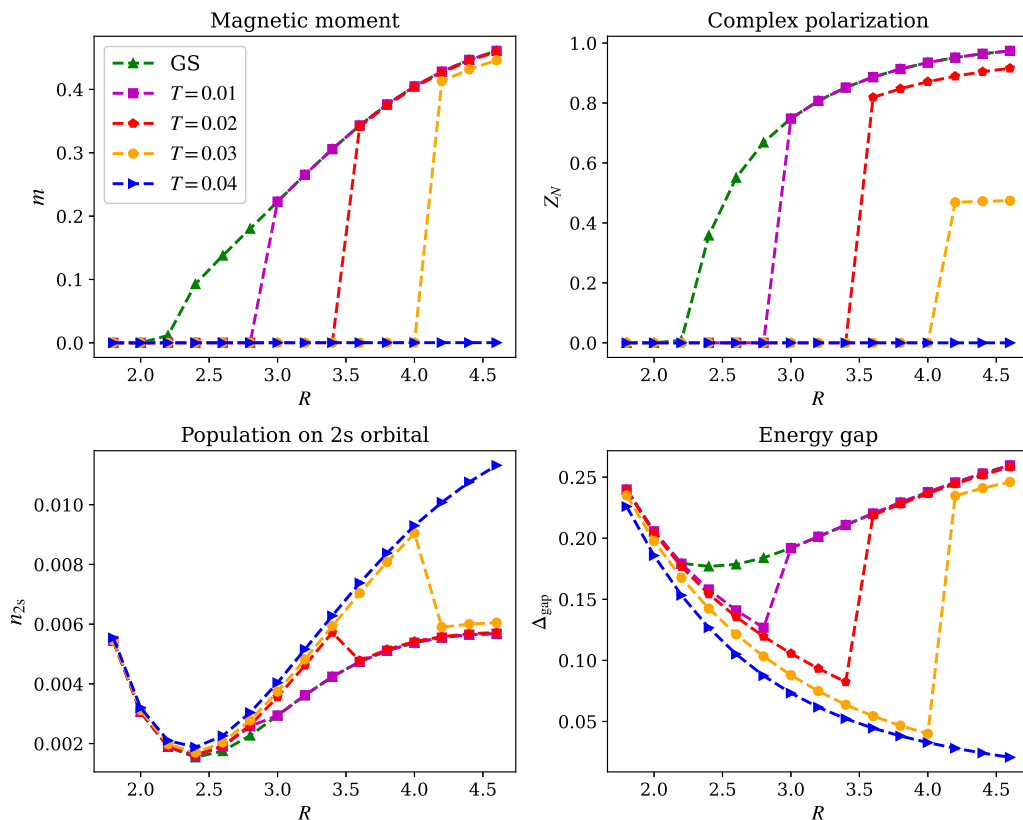 Magnetic moment
GS
T = 0.01
T = 0.02
T = 0.03
T = 0.04
m
0.4
0.3
0.2
0.1
0.0
2.0 2.5 3.0 3.5 4.0 4.5
R
Complex polarization
Z_N
1.0
0.8
0.6
0.4
0.2
0.0
2.0 2.5 3.0 3.5 4.0 4.5
R
Population on 2s orbital
n_{2s}
0.010
0.008
0.006
0.004
0.002
2.0 2.5 3.0 3.5 4.0 4.5
R
Energy gap
Δ_{gap}
0.25
0.20
0.15
0.10
0.05
2.0 2.5 3.0 3.5 4.0 4.5
R